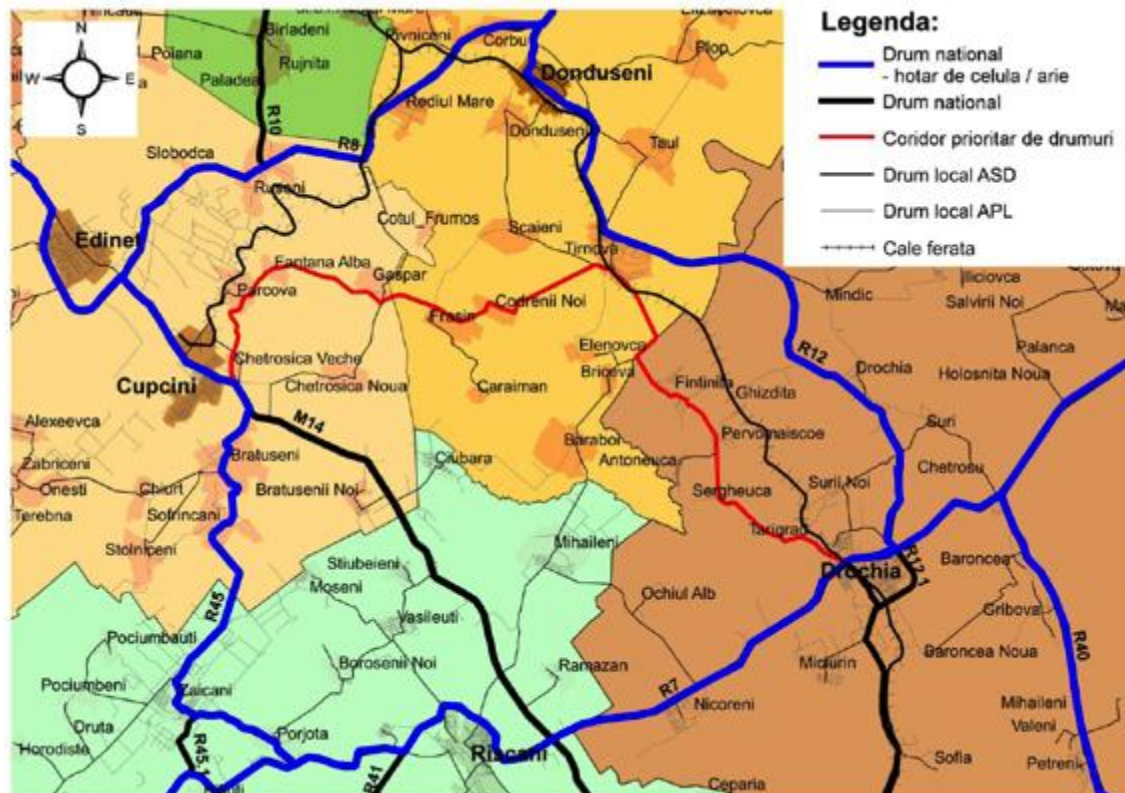 Legenda:
Drum national
- hotar de celula / arie
Drum national
Coridor prioritar de drumuri
Drum local ASD
Drum local APL
Cale ferata
N
W
E
S
Birladeni
Rivniceni
Corbul
Poiana
Rujnita
Plop
Paladea
Donduseni
R10
Rediul Mare
Donduseni
Taul
Slobodca
R8
Ruseni
Cotul_Frumos
Scaieni
Edinet
Tirnova
Fantana Alba
Gaspar
Parcova
Codrenii Noi
Mindic
Iliciovca
Salvirii Noi
Frasin
Elenovca
R12
Palanca
Chetrosica Veche
Briceva
Drochia
Holosnita Noua
Cupcini
Chetrosica Noua
Caraiman
Fintinita
Ghizdita
Alexeevca
M14
Suri
Pervomaiscoe
Zabriceni
Bratuseni
Ciubara
Baraboi
Antoneuca
Chetrosu
Onesti
Chiurt
Bratusenii Noi
Sergheuca
Surii Noi
Terebna
Sofrincani
Tarigrad
Stolniceni
Mihaileni
Stiubeieni
Drochia
R12.1
Baroncea
Moseni
Ochiul Alb
R45
Vasileuti
Gribova
Pociumbauti
Baroncea Noua
R40
Borosenii Noi
Ramazan
Miciurin
Pociumbeni
Zaicani
R7
Nicoreni
Mihaileni
Druta
Valeni
Porjota
Horodiste
Riscani
Sofia
R45.1
Petreni
R41
Ceparia